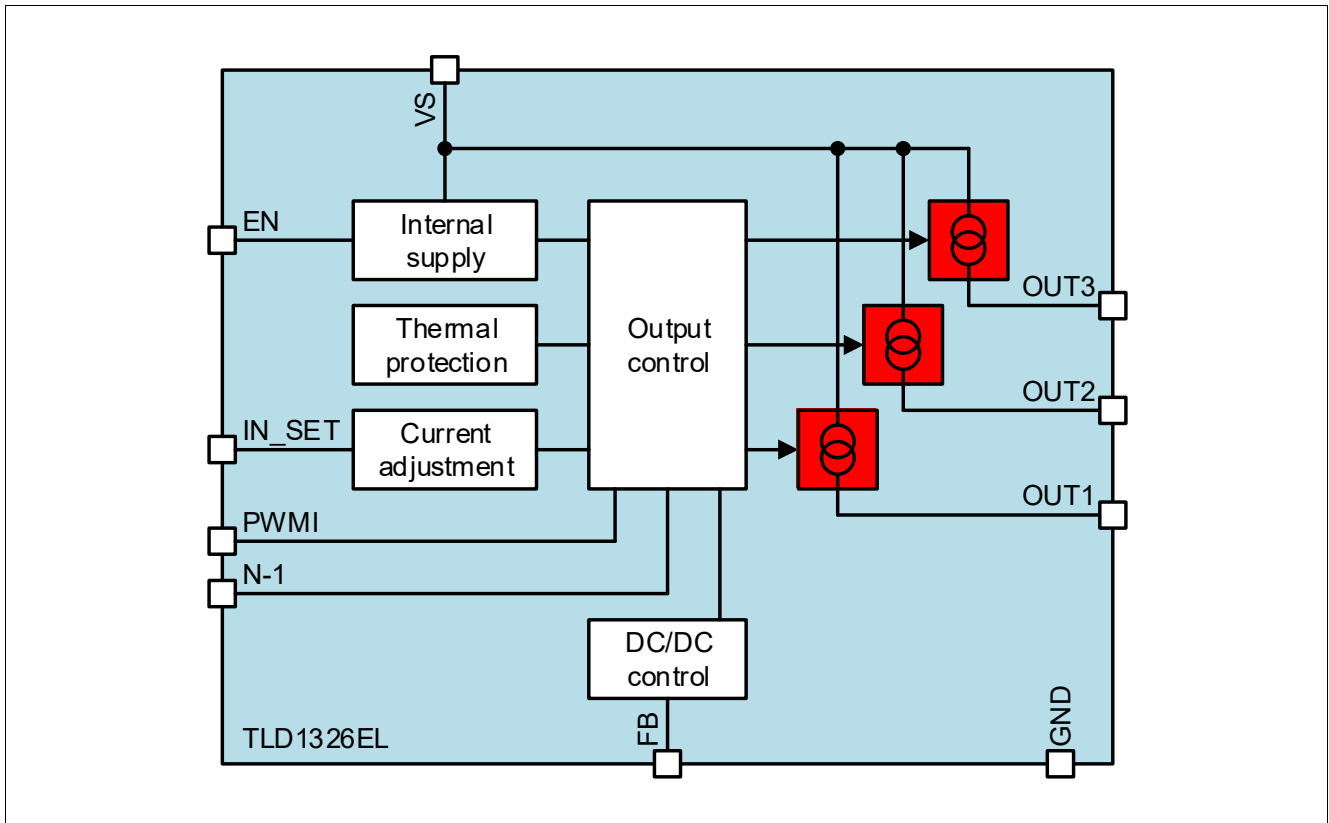 VS
EN
Internal
supply
Thermal
protection
Output
control
OUT3
OUT2
IN_SET
Current
adjustment
OUT1
PWMI
N-1
DC/DC
control
FB
GND
TLD1326EL